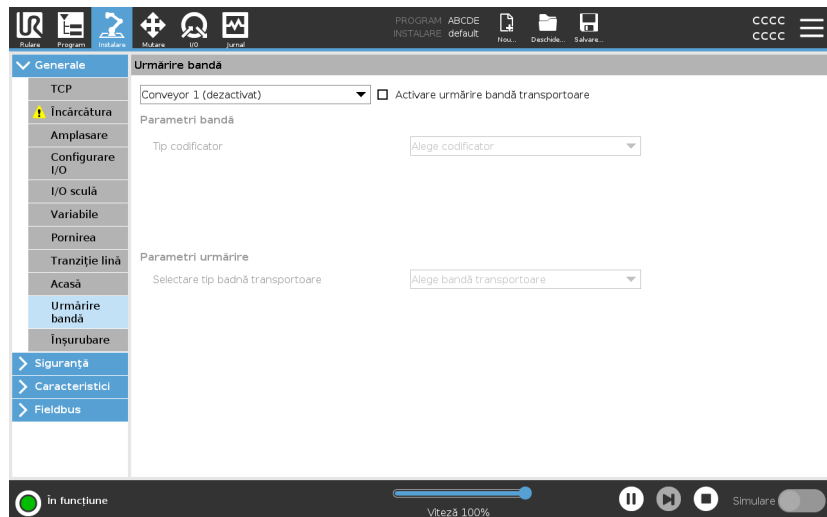 UR
PROGRAM ABCDE
INSTALARE default
CCCC
CCCC
Rulare Program Instalare Mutare I/O Jurnal Nou... Deschide... Salvare...
Generale
Urmărire bandă
TCP
Conveyor 1 (dezactivat) Activare urmărire bandă transportoare
Încărcătura
Parametri bandă
Amplasare
Tip codificator Alege codificator
Configurare
I/O
I/O sculă
Variabile
Pornirea
Tranziție lină
Parametri urmărire
Acasă
Selectare tip badnă transportoare Alege bandă transportoare
Urmărire
bandă
Înșurubare
Siguranță
Caracteristici
Fieldbus
În funcțiune
Viteză 100%
Simulare